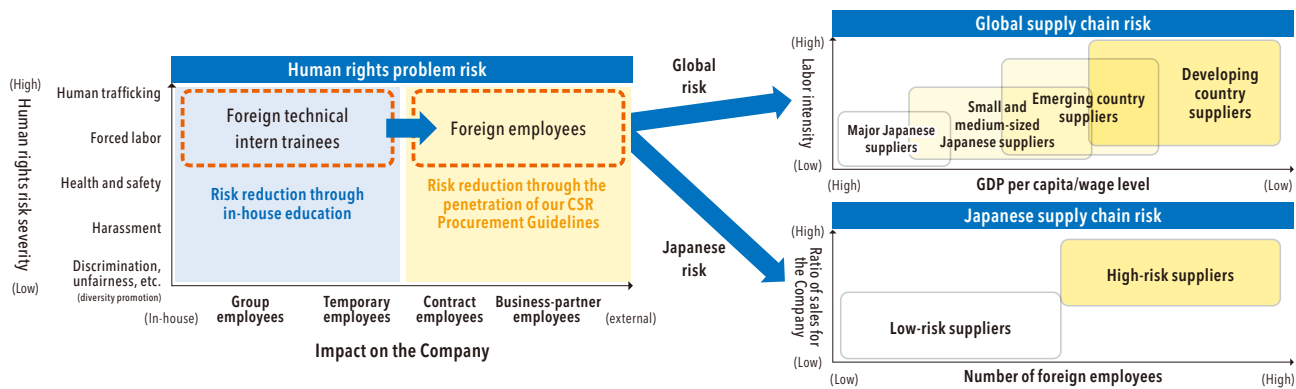 Human rights problem risk
(High)
Human rights risk severity
(Low)
Human trafficking
Forced labor
Health and safety
Harassment
Discrimination,
unfairness, etc.
(diversity promotion)
Foreign technical
intern trainees
Foreign employees
Risk reduction through
in-house education
Risk reduction through the
penetration of our CSR
Procurement Guidelines
(In-house)
Group
employees
Temporary
employees
Contract
employees
Business-partner
employees
(external)
Impact on the Company
Global
risk
Japanese
risk
Global supply chain risk
(High)
Labor intensity
(Low)
Major Japanese
suppliers
Small and
medium-sized
Japanese suppliers
Emerging country
suppliers
Developing
country
suppliers
(High)
GDP per capita/wage level
(Low)
Japanese supply chain risk
(High)
Ratio of sales for
the Company
(Low)
Low-risk suppliers
High-risk suppliers
(Low)
Number of foreign employees
(High)